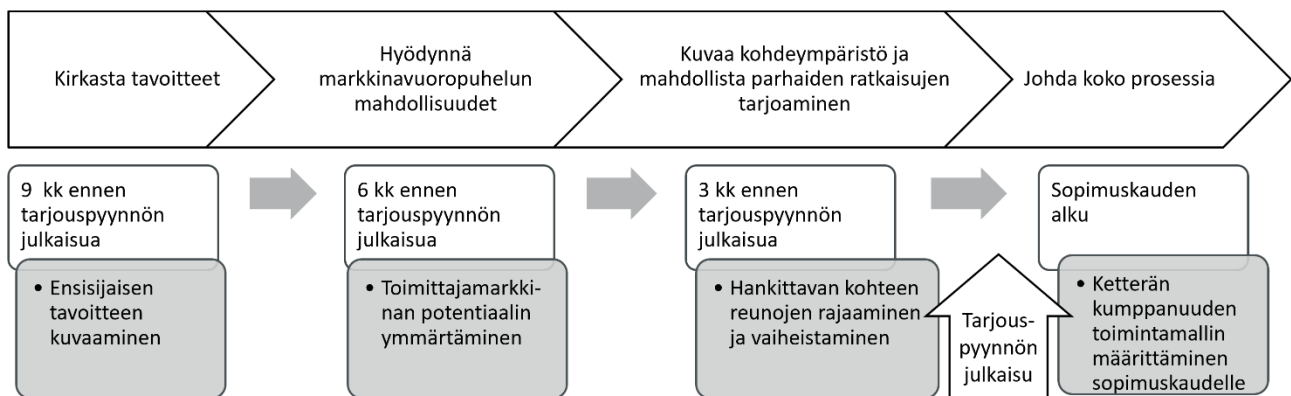 Kirkasta tavoitteet
Hyödynnä
markkinavuoropuhelun
mahdollisuudet
Kuvaa kohdeympäristö ja
mahdollista parhaiden ratkaisujen
tarjoaminen
Johda koko prosessia
9 kk ennen
tarjouspyynnön
julkaisua
• Ensisijaisen
tavoitteen
kuvaaminen
6 kk ennen
tarjouspyynnön
julkaisua
• Toimittajamarkki-
nan potentiaalin
ymmärtäminen
3 kk ennen
tarjouspyynnön
julkaisua
• Hankittavan kohteen
reunojen rajaaminen
ja vaiheistaminen
Tarjous-
pyynnön
julkaisu
Sopimuskauden
alku
• Ketterän
kumppanuuden
toimintamallin
määrittäminen
sopimuskaudelle